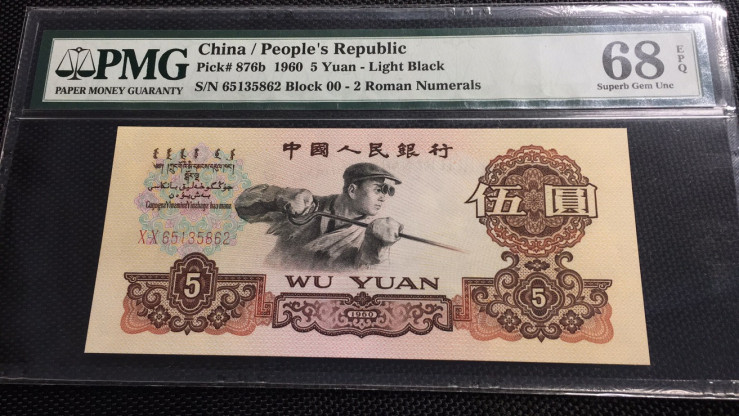 PMG
PAPER MONEY GUARANTY
China / People's Republic
Pick# 876b 1960 5 Yuan - Light Black
S/N 65135862 Block 00 - 2 Roman Numerals
68 EPQ
Superb Gem Unc
中國人民銀行
伍圓
X X 65135862
WU YUAN
5
5
1960